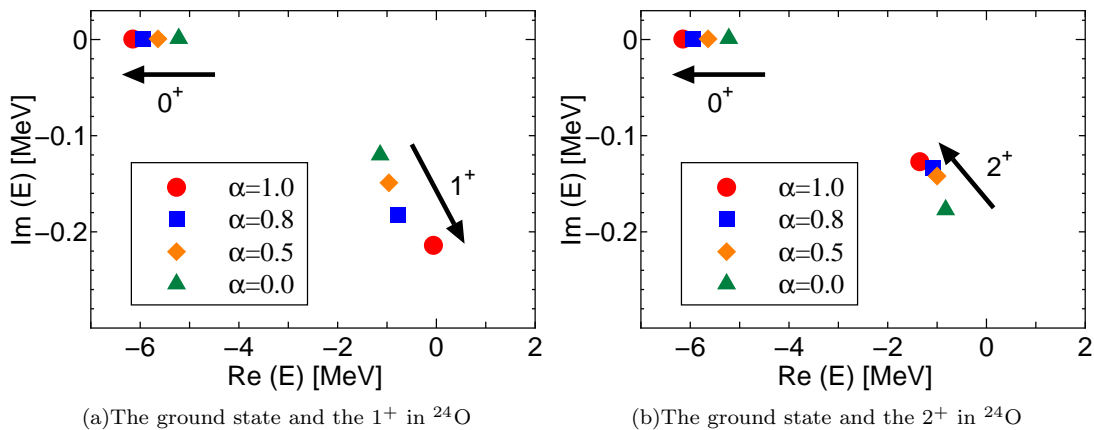 0
−0.1
−0.2
Im (E) [MeV]
0⁺
1⁺
α=1.0
α=0.8
α=0.5
α=0.0
−6 −4 −2 0 2
Re (E) [MeV]
(a)The ground state and the 1⁺ in ²⁴O
0
−0.1
−0.2
Im (E) [MeV]
0⁺
2⁺
α=1.0
α=0.8
α=0.5
α=0.0
−6 −4 −2 0 2
Re (E) [MeV]
(b)The ground state and the 2⁺ in ²⁴O